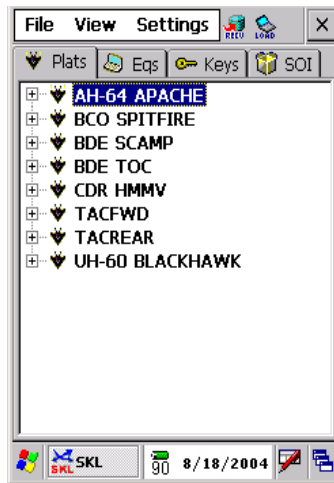 File View Settings RECV LOAD X
Plats Eqs Keys SOI
AH-64 APACHE
BCO SPITFIRE
BDE SCAMP
BDE TOC
CDR HMMV
TACFWD
TACREAR
UH-60 BLACKHAWK
SKL SKL 90 8/18/2004